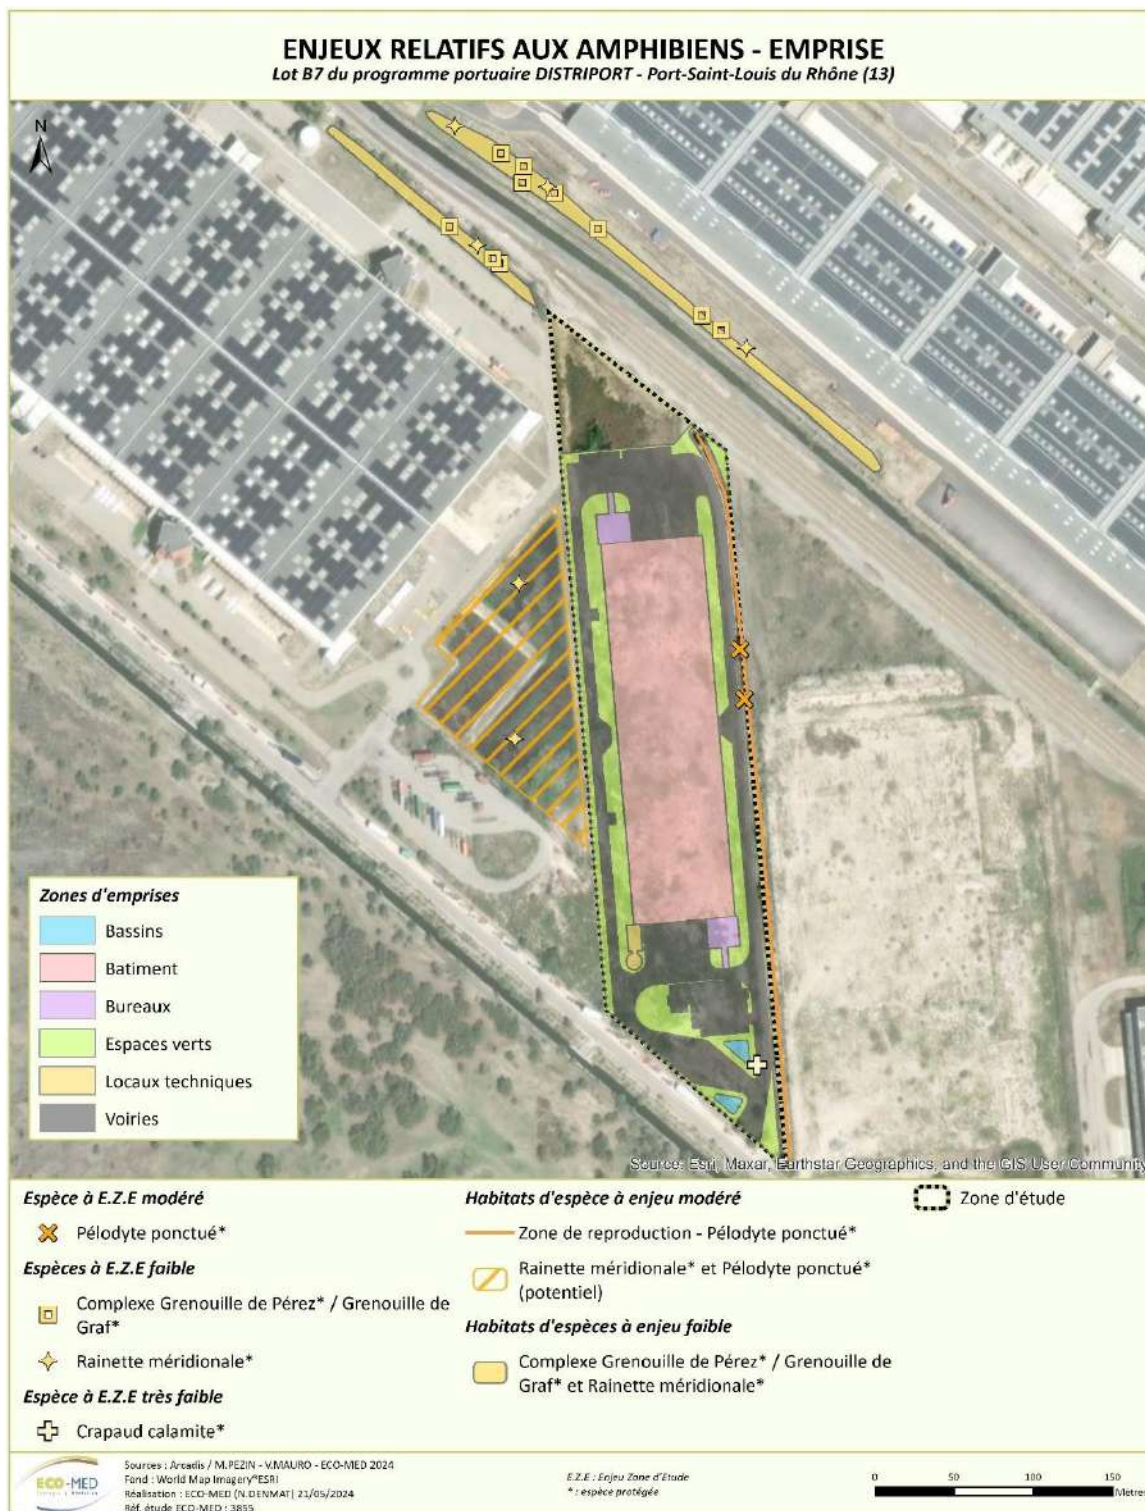 ENJEUX RELATIFS AUX AMPHIBIENS - EMPRISE
Lot B7 du programme portuaire DISTRIPORT - Port-Saint-Louis du Rhône (13)
N
Zones d'emprises
Bassins
Batiment
Bureaux
Espaces verts
Locaux techniques
Voiries
Source: Esri, Maxar, Earthstar Geographics, and the GIS User Community
Espèce à E.Z.E modéré
Pélodyte ponctué*
Espèces à E.Z.E faible
Complexe Grenouille de Pérez* / Grenouille de
Graf*
Rainette méridionale*
Espèce à E.Z.E très faible
Crapaud calamite*
Habitats d'espèce à enjeu modéré
Zone de reproduction - Pélodyte ponctué*
Rainette méridionale* et Pélodyte ponctué*
(potentiel)
Habitats d'espèces à enjeu faible
Complexe Grenouille de Pérez* / Grenouille de
Graf* et Rainette méridionale*
Zone d'étude
ECO-MED
Sources : Arcadis / M.PEZIN - V.MAURO - ECO-MED 2024
Fond : World Map Imagery®ESRI
Réalisation : ECO-MED (N.DENMAT) 21/05/2024
Réf. étude ECO-MED : 3855
E.Z.E : Enjeu Zone d'Etude
* : espèce protégée
0 50 100 150
Mètres